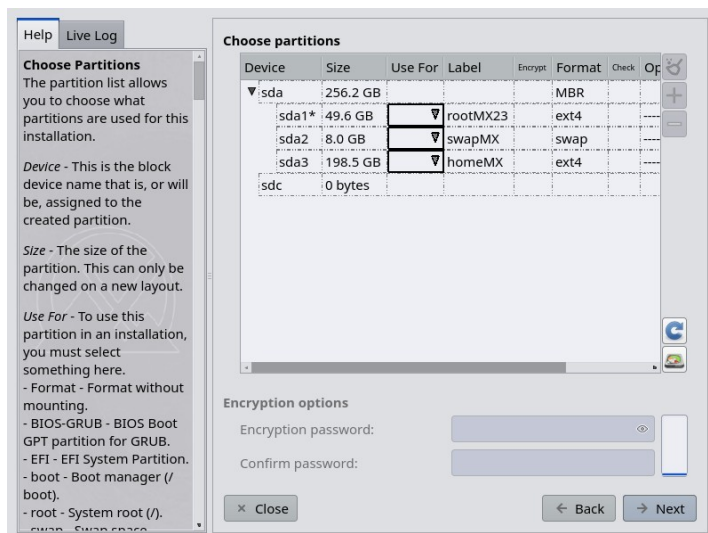 Help
Live Log
Choose Partitions
The partition list allows
you to choose what
partitions are used for this
installation.
Device - This is the block
device name that is, or will
be, assigned to the
created partition.
Size - The size of the
partition. This can only be
changed on a new layout.
Use For - To use this
partition in an installation,
you must select
something here.
- Format - Format without
mounting.
- BIOS-GRUB - BIOS Boot
GPT partition for GRUB.
- EFI - EFI System Partition.
- boot - Boot manager (/
boot).
- root - System root (/).
- swap - Swap space.
Choose partitions
Device Size Use For Label Encrypt Format Check Op
sda 256.2 GB MBR
sda1* 49.6 GB rootMX23 ext4 ----
sda2 8.0 GB swapMX swap ----
sda3 198.5 GB homeMX ext4 ----
sdc 0 bytes
Encryption options
Encryption password:
Confirm password:
× Close
← Back
→ Next